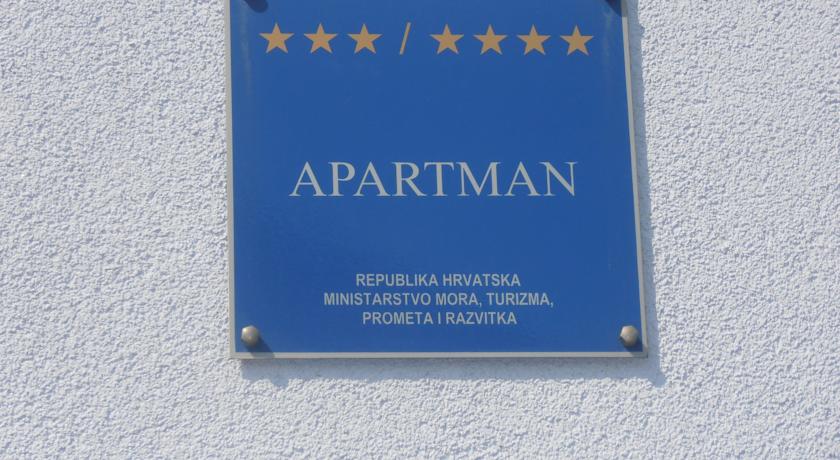 ★★★ / ★★★★
APARTMAN
REPUBLIKA HRVATSKA
MINISTARSTVO MORA, TURIZMA,
PROMETA I RAZVITKA